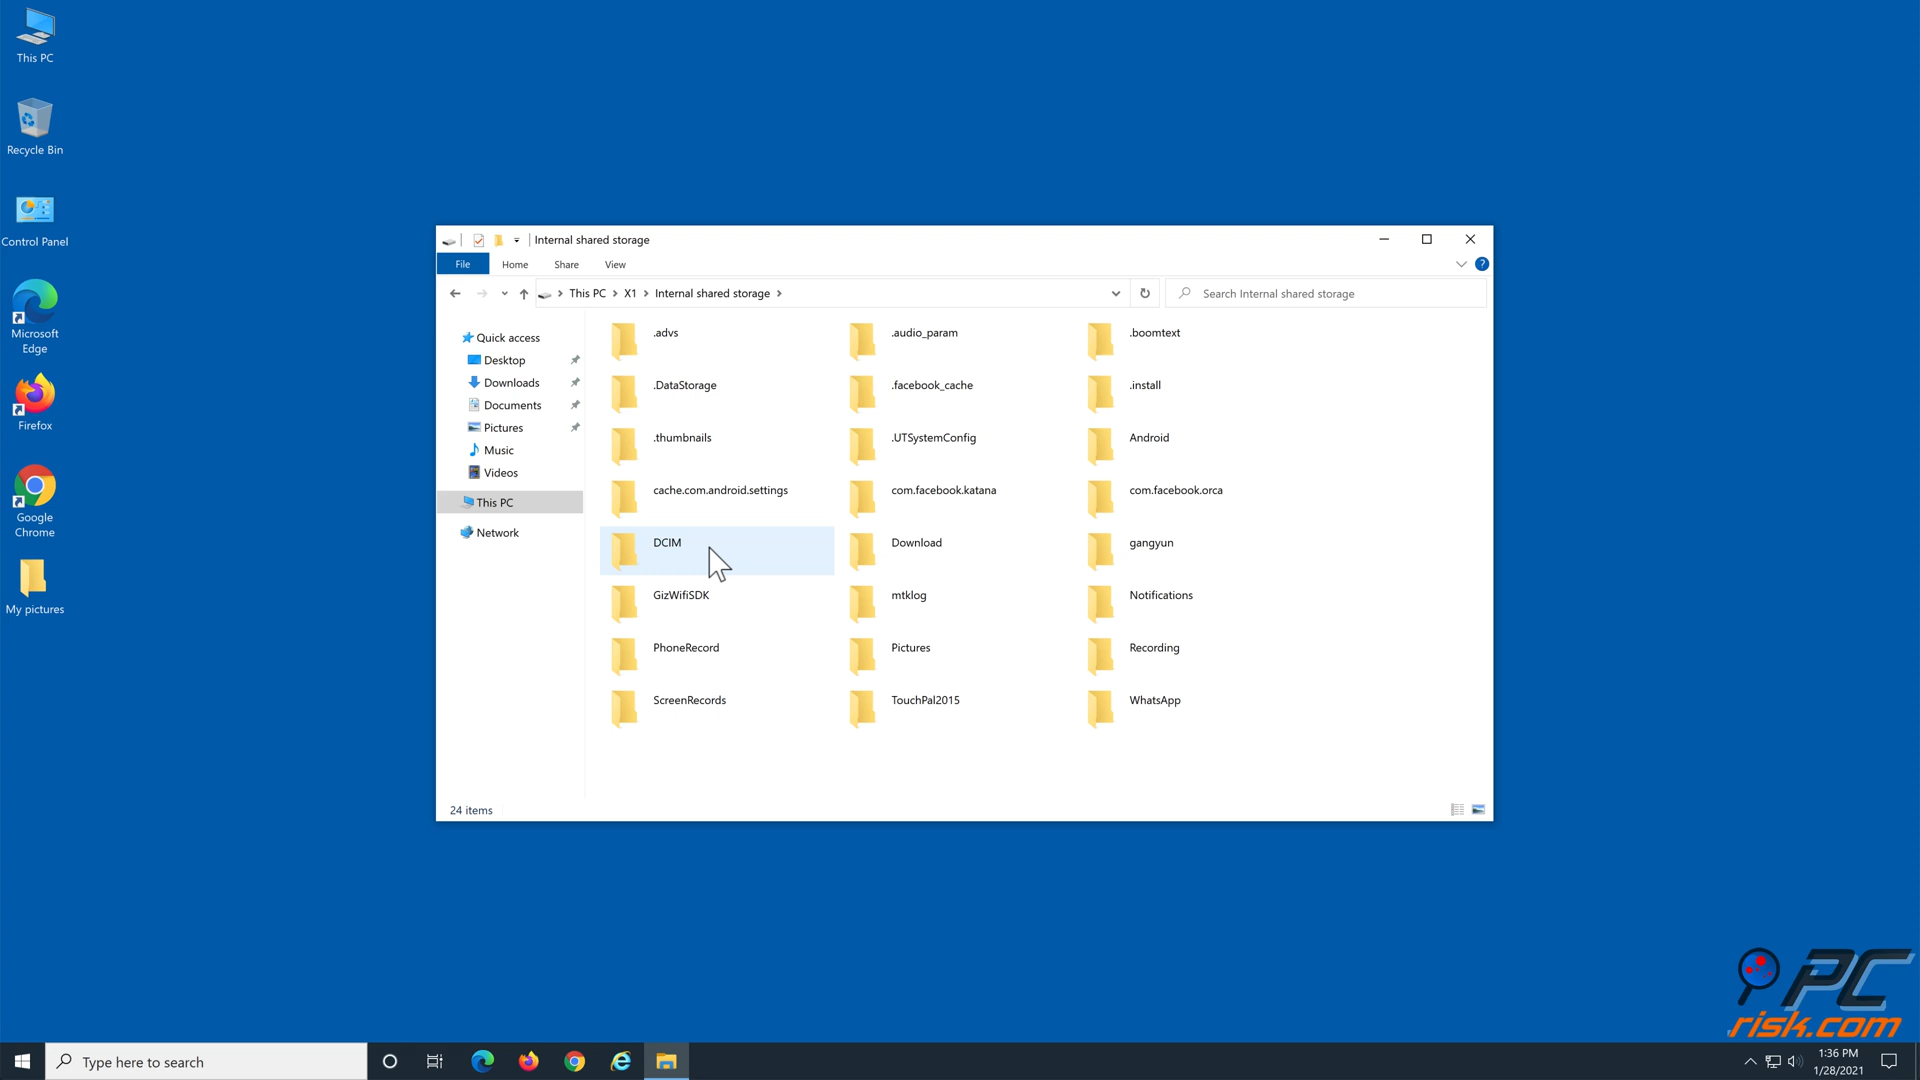 This PC
Recycle Bin
Control Panel
Microsoft
Edge
Firefox
Google
Chrome
My pictures
Internal shared storage
File Home Share View
This PC > X1 > Internal shared storage >
Search Internal shared storage
Quick access
Desktop
Downloads
Documents
Pictures
Music
Videos
This PC
Network
.advs .audio_param .boomtext
.DataStorage .facebook_cache .install
.thumbnails .UTSystemConfig Android
cache.com.android.settings com.facebook.katana com.facebook.orca
DCIM Download gangyun
GizWifiSDK mtklog Notifications
PhoneRecord Pictures Recording
ScreenRecords TouchPal2015 WhatsApp
24 items
PC
risk.com
Type here to search
1:36 PM
1/28/2021